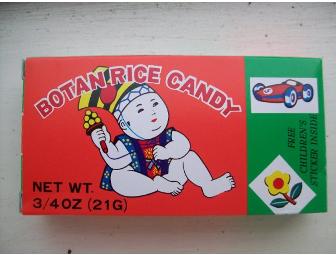 BOTAN RICE CANDY
FREE
CHILDREN'S
STICKER INSIDE
NET WT.
3/4OZ (21G)